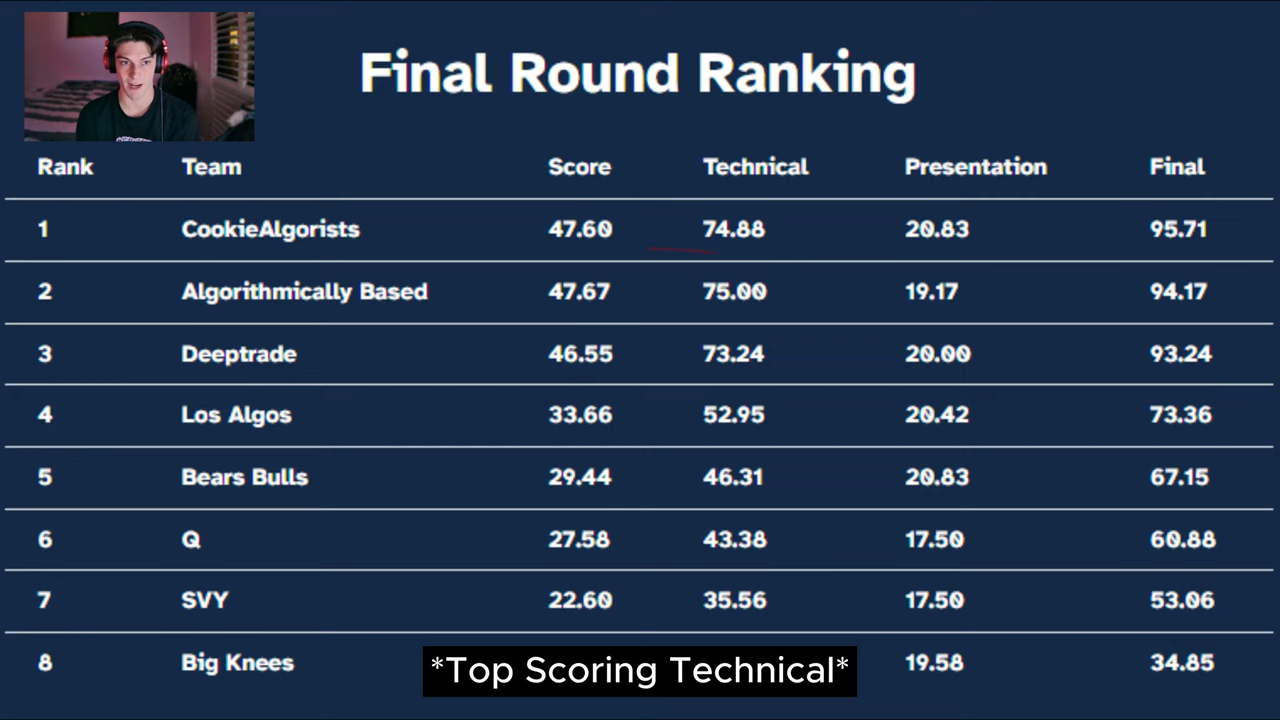 Final Round Ranking
Rank Team Score Technical Presentation Final
1 CookieAlgorists 47.60 74.88 20.83 95.71
2 Algorithmically Based 47.67 75.00 19.17 94.17
3 Deeptrade 46.55 73.24 20.00 93.24
4 Los Algos 33.66 52.95 20.42 73.36
5 Bears Bulls 29.44 46.31 20.83 67.15
6 Q 27.58 43.38 17.50 60.88
7 SVY 22.60 35.56 17.50 53.06
8 Big Knees 19.58 34.85
*Top Scoring Technical*